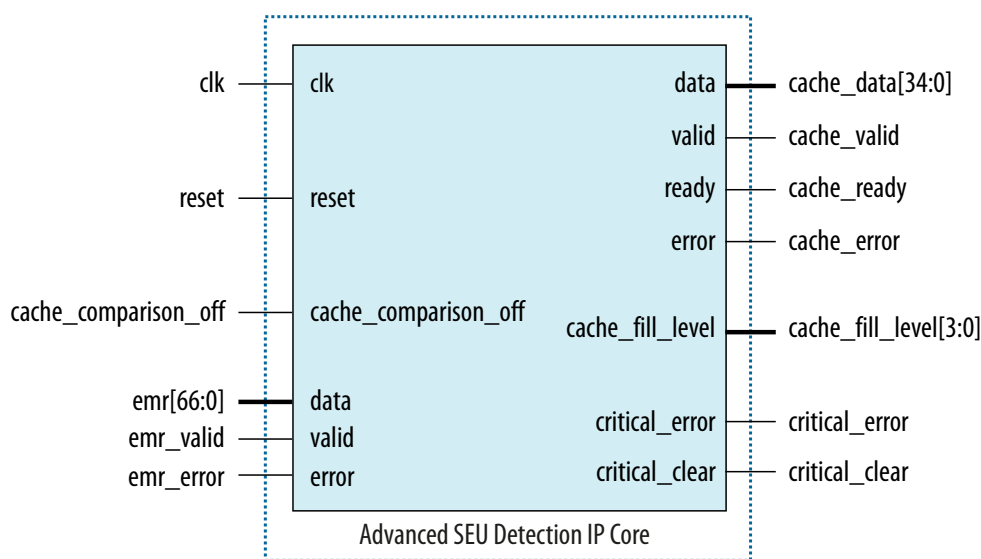 clk clk data cache_data[34:0]
valid cache_valid
reset reset ready cache_ready
error cache_error
cache_comparison_off cache_comparison_off
cache_fill_level cache_fill_level[3:0]
emr[66:0] data
critical_error critical_error
emr_valid valid
emr_error error
critical_clear critical_clear
Advanced SEU Detection IP Core